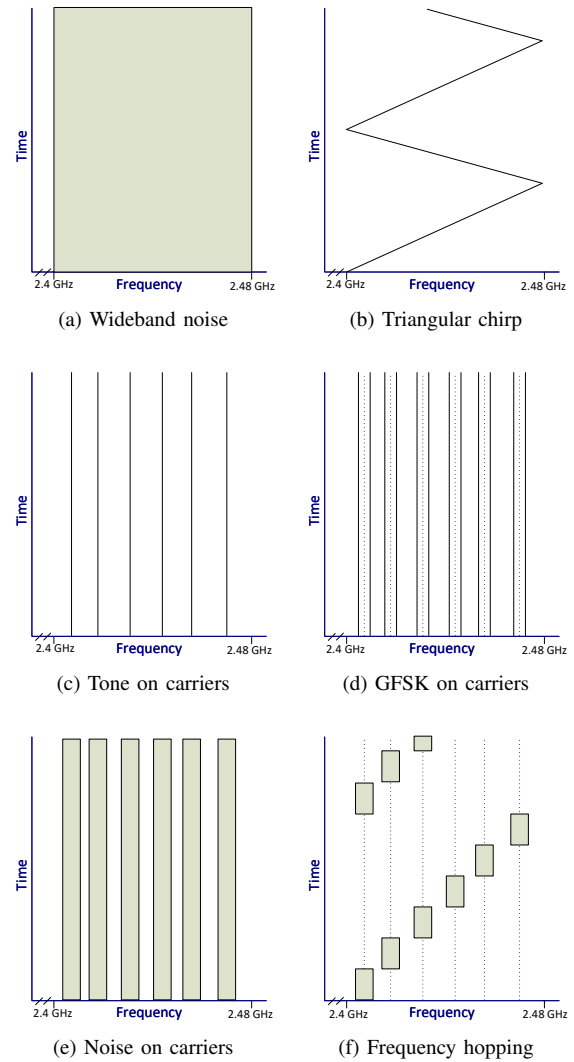 Time
2.4 GHz Frequency 2.48 GHz
(a) Wideband noise
Time
2.4 GHz Frequency 2.48 GHz
(b) Triangular chirp
Time
2.4 GHz Frequency 2.48 GHz
(c) Tone on carriers
Time
2.4 GHz Frequency 2.48 GHz
(d) GFSK on carriers
Time
2.4 GHz Frequency 2.48 GHz
(e) Noise on carriers
Time
2.4 GHz Frequency 2.48 GHz
(f) Frequency hopping